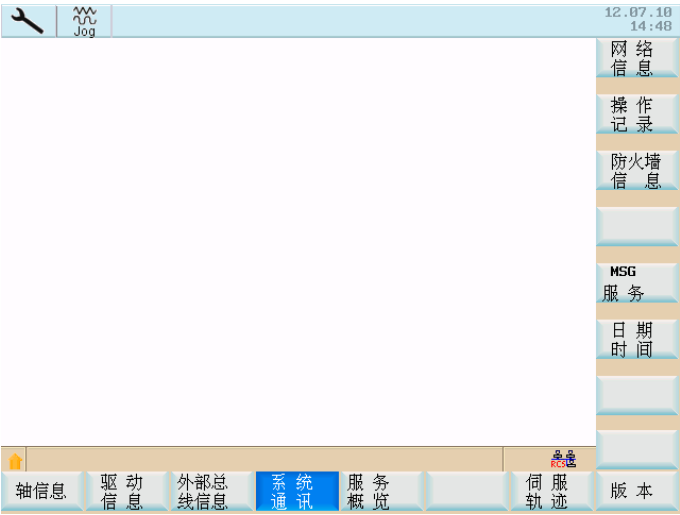 12.07.10
14:48
Jog
网络
信息
操作
记录
防火墙
信息
MSG
服务
日期
时间
RCS
轴信息
驱动
信息
外部总
线信息
系统
通讯
服务
概览
伺服
轨迹
版本